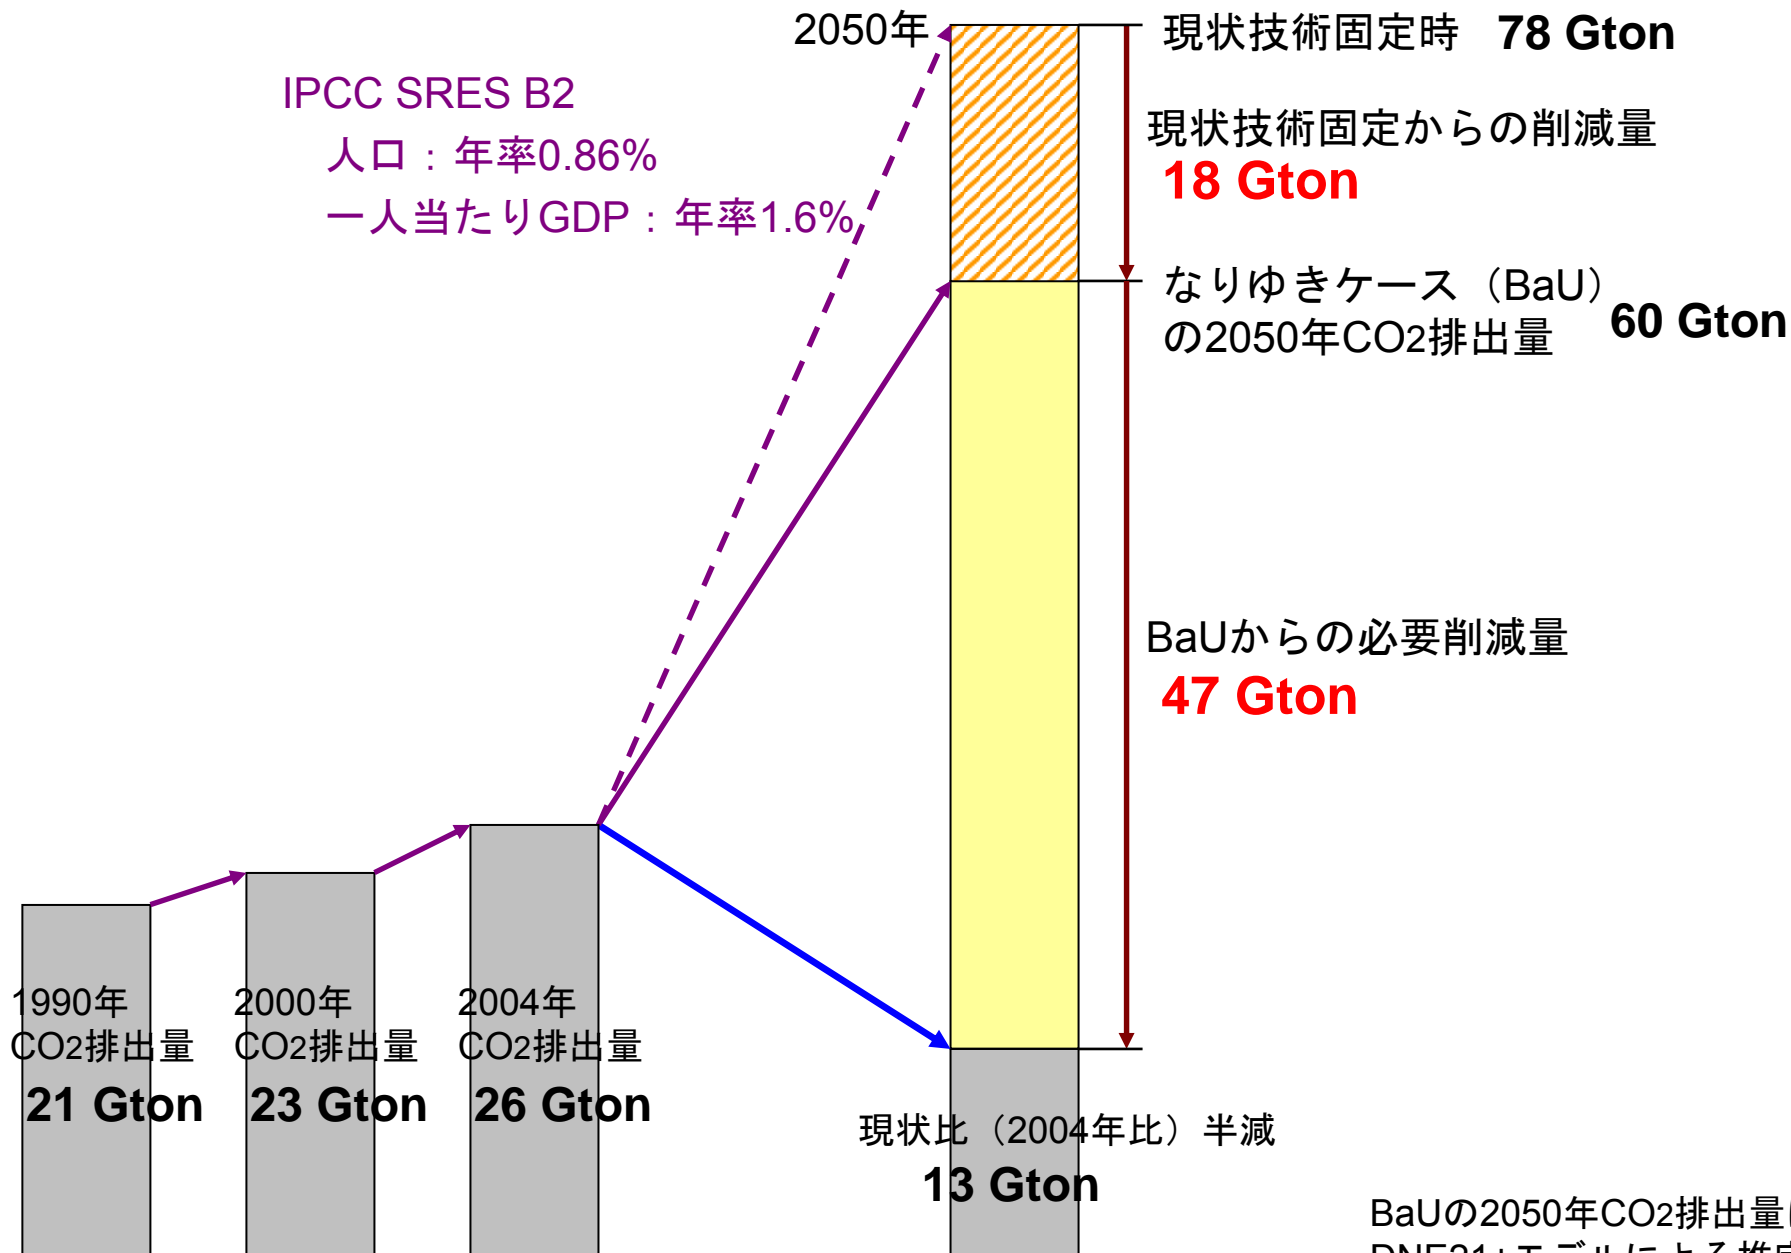 2050年
現状技術固定時 78 Gton
IPCC SRES B2
人口：年率0.86%
一人当たりGDP：年率1.6%
現状技術固定からの削減量
18 Gton
なりゆきケース（BaU）
の2050年CO2排出量
60 Gton
BaUからの必要削減量
47 Gton
1990年
CO2排出量
21 Gton
2000年
CO2排出量
23 Gton
2004年
CO2排出量
26 Gton
現状比（2004年比）半減
13 Gton
BaUの2050年CO2排出量